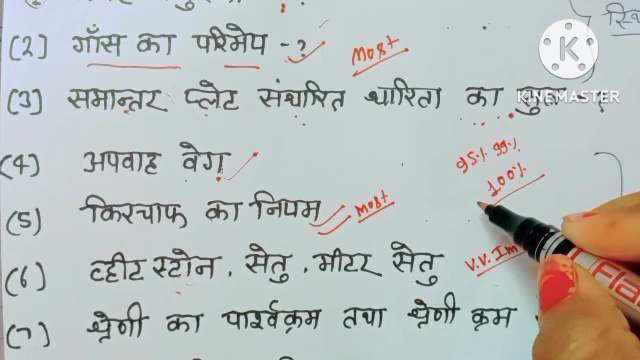 (2) गाँस का परिमेप - ? most
(3) समान्तर प्लेट संधारित धारिता का
KINEMASTER
(4) अपवाह वेग
95% 99%
100%
(5) किरचाफ का नियम most
(6) व्हीट स्टोन, सेतु, मीटर सेतु V.V. Im
(7) श्रेणी का पार्श्वक्रम तथा श्रेणी क्रम